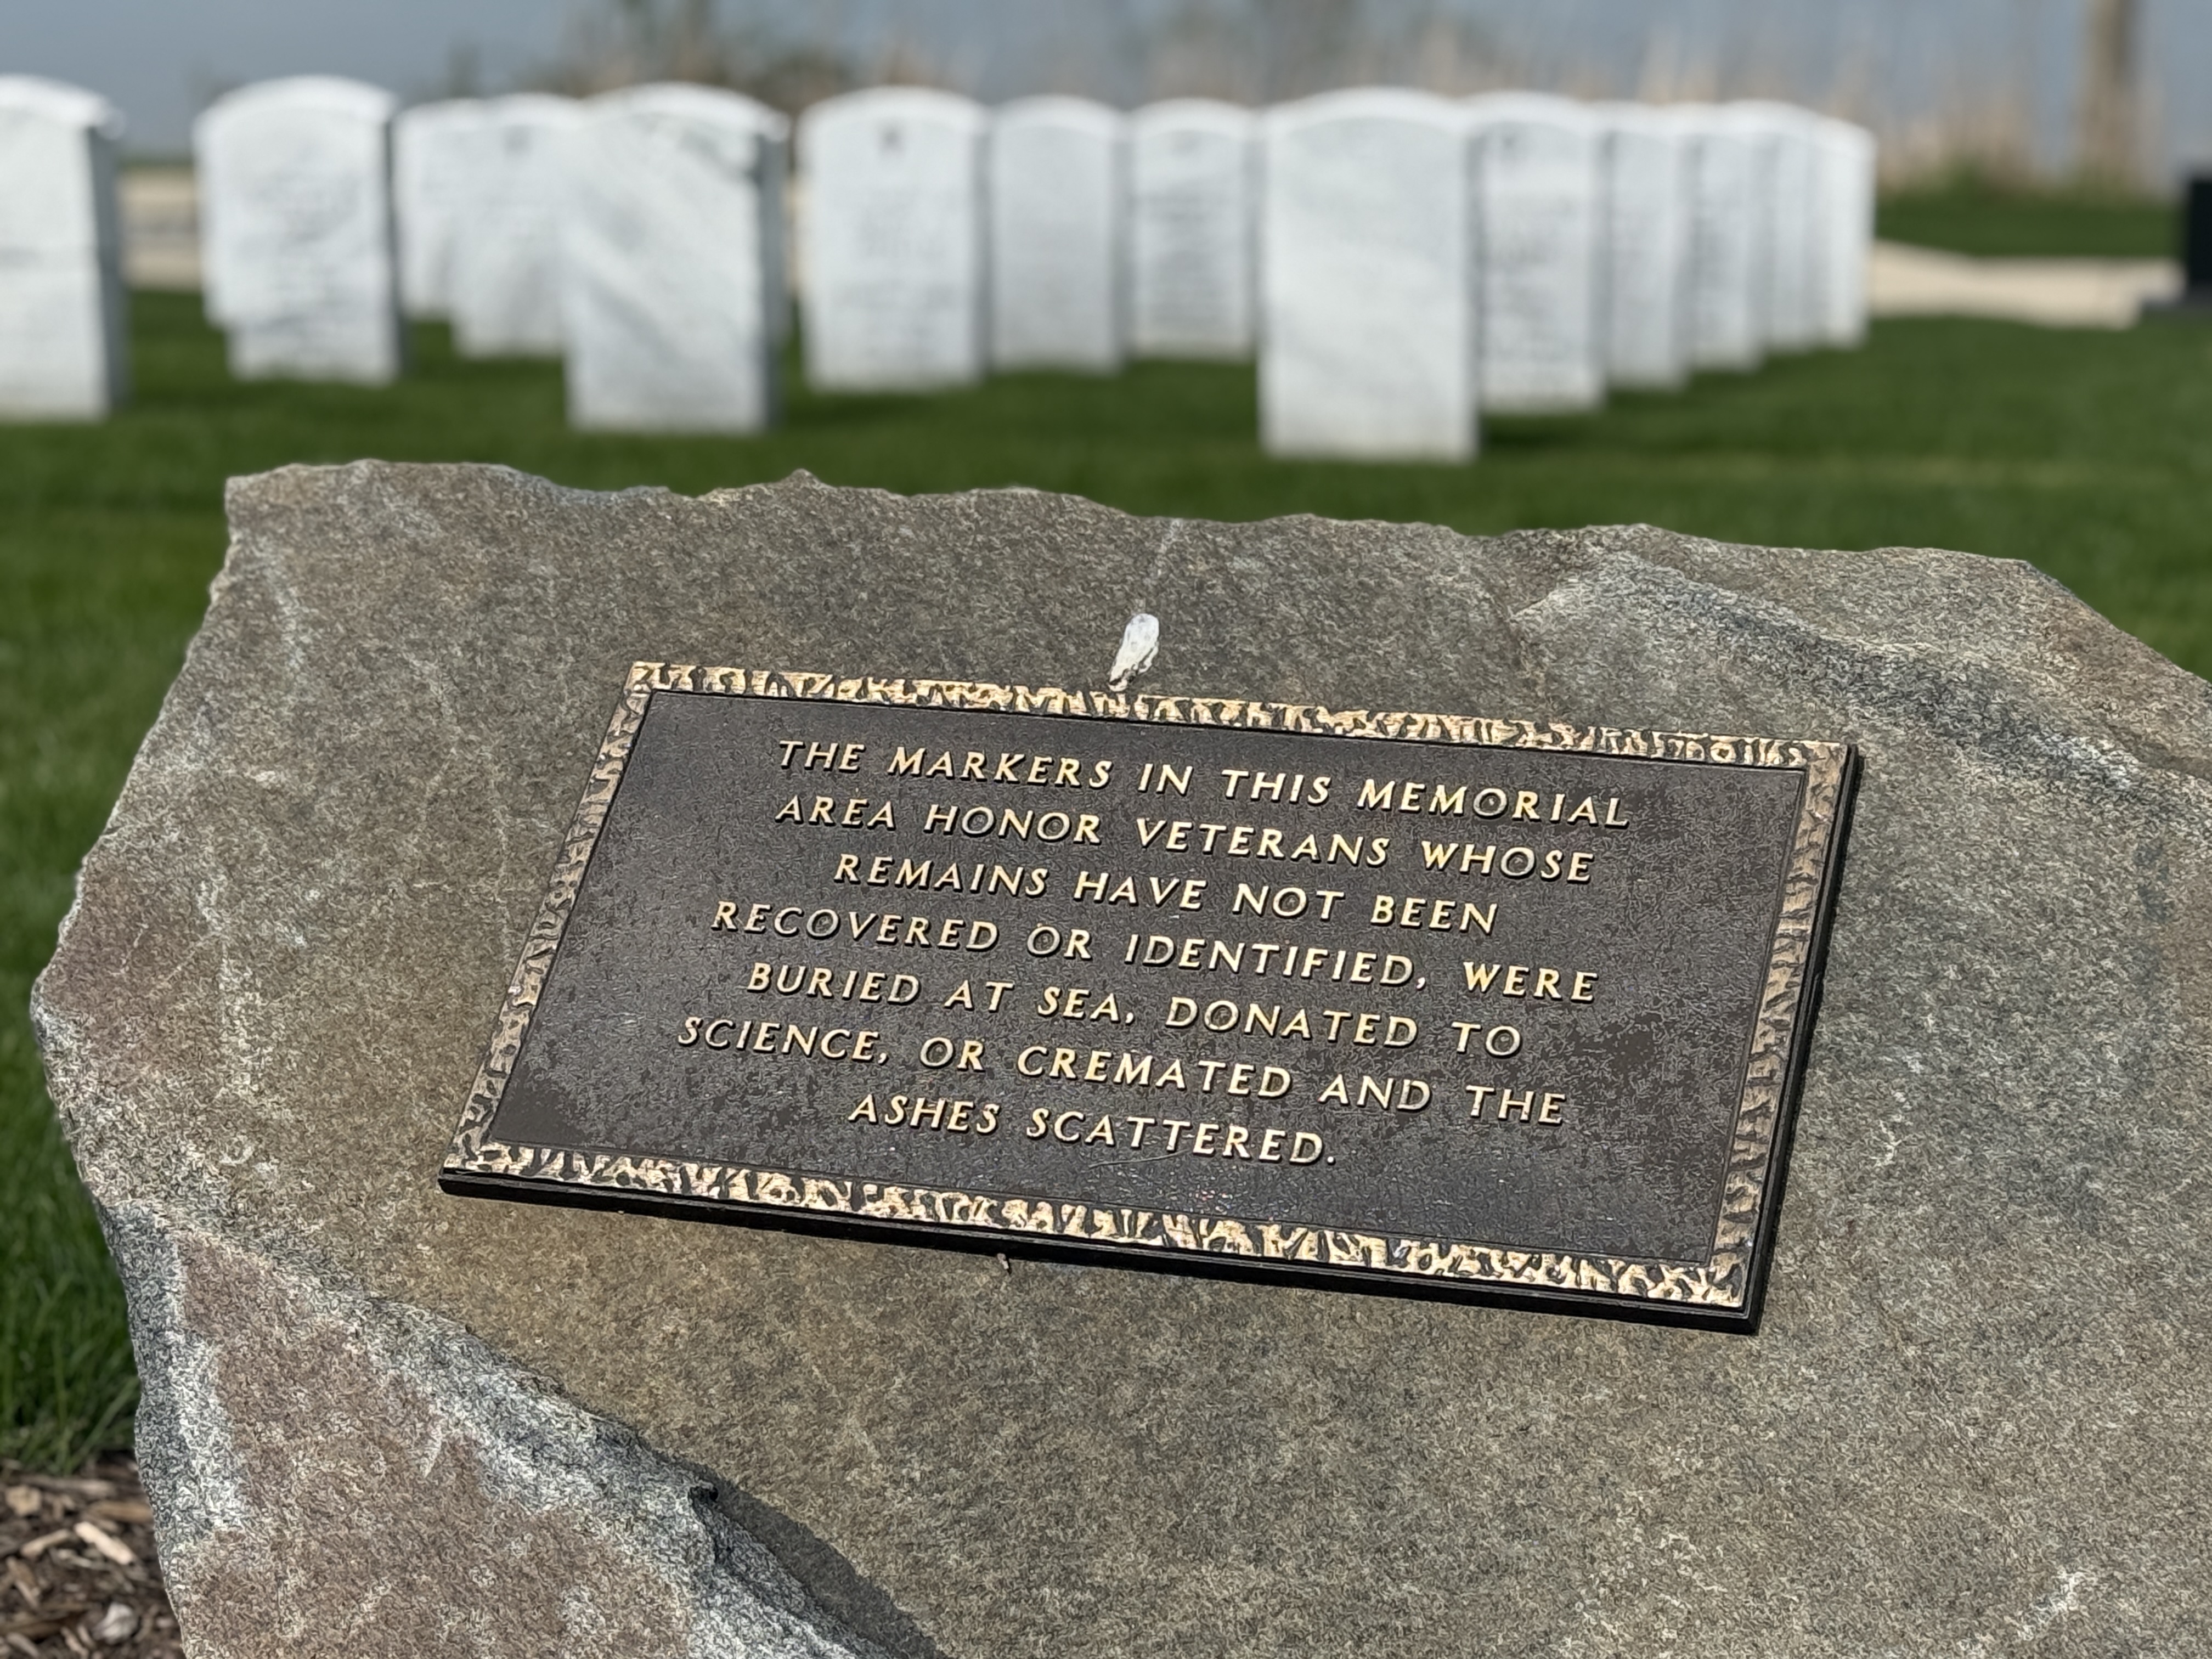 THE MARKERS IN THIS MEMORIAL
AREA HONOR VETERANS WHOSE
REMAINS HAVE NOT BEEN
RECOVERED OR IDENTIFIED, WERE
BURIED AT SEA, DONATED TO
SCIENCE, OR CREMATED AND THE
ASHES SCATTERED.